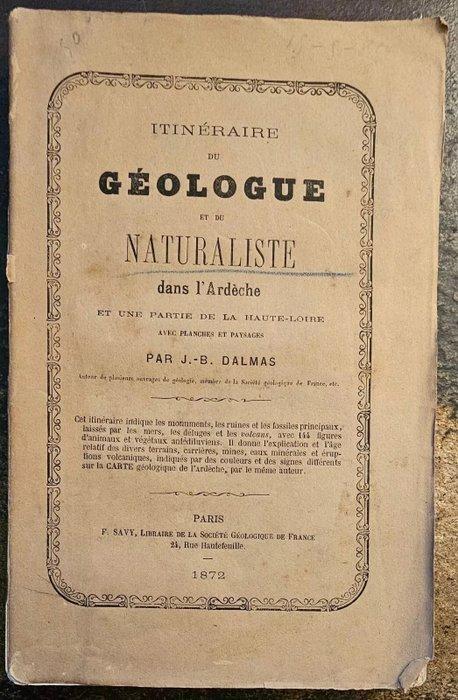 ITINÉRAIRE
DU
GÉOLOGUE
ET DU
NATURALISTE
dans l'Ardèche
ET UNE PARTIE DE LA HAUTE-LOIRE
AVEC PLANCHES ET PAYSAGES
PAR J.-B. DALMAS
Auteur de plusieurs ouvrages de géologie, membre de la Société géologique de France, etc.
Cet itinéraire indique les monuments, les ruines et les fossiles principaux,
laissés par les mers, les déluges et les volcans, avec 144 figures
d'animaux et végétaux antédiluviens. Il donne l'explication et l'âge
relatif des divers terrains, carrières, mines, eaux minérales et érup-
tions volcaniques, indiqués par des couleurs et des signes différents
sur la CARTE géologique de l'Ardèche, par le même auteur.
PARIS
F. SAVY, LIBRAIRE DE LA SOCIÉTÉ GÉOLOGIQUE DE FRANCE
24, Rue Hautefeuille.
1872